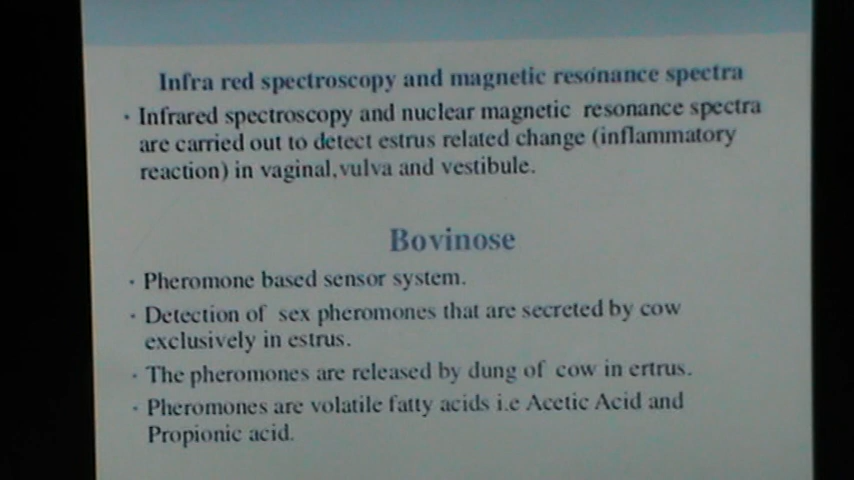 Infra red spectroscopy and magnetic resonance spectra
• Infrared spectroscopy and nuclear magnetic resonance spectra
are carried out to detect estrus related change (inflammatory
reaction) in vaginal,vulva and vestibule.
Bovinose
• Pheromone based sensor system.
• Detection of sex pheromones that are secreted by cow
exclusively in estrus.
• The pheromones are released by dung of cow in ertrus.
• Pheromones are volatile fatty acids i.e Acetic Acid and
Propionic acid.